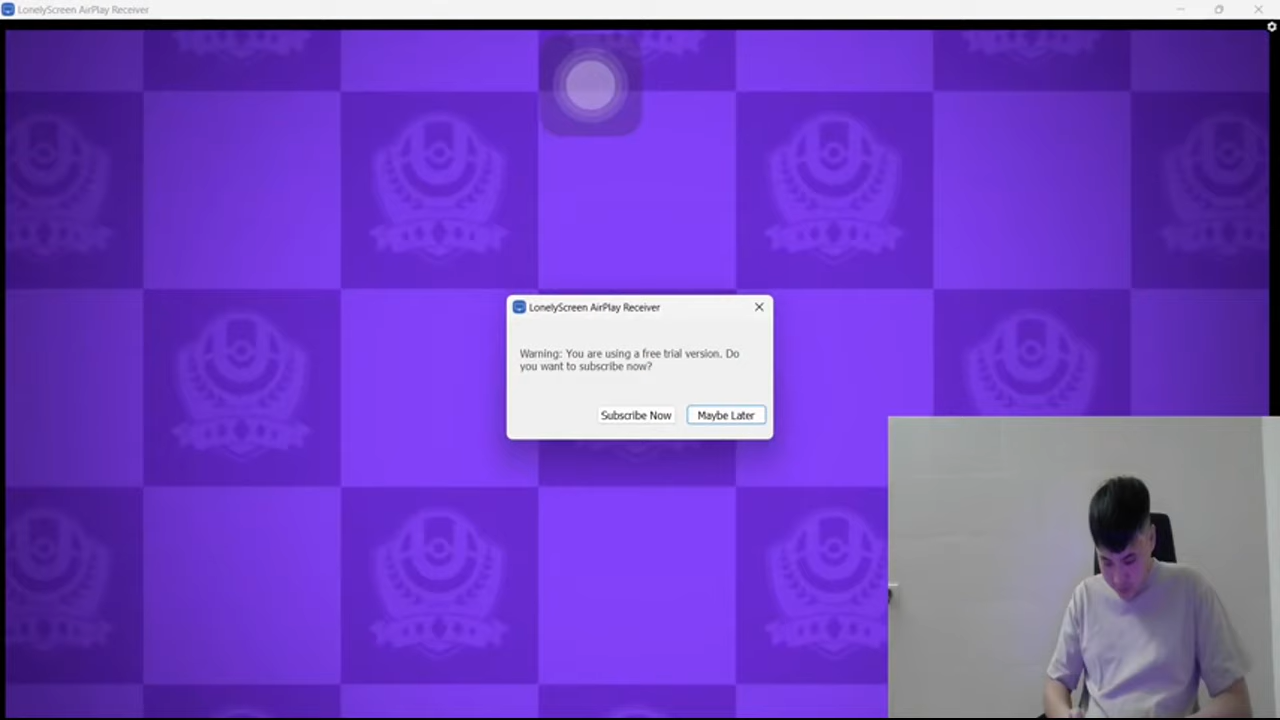 LonelyScreen AirPlay Receiver
LonelyScreen AirPlay Receiver
Warning: You are using a free trial version. Do
you want to subscribe now?
Subscribe Now
Maybe Later